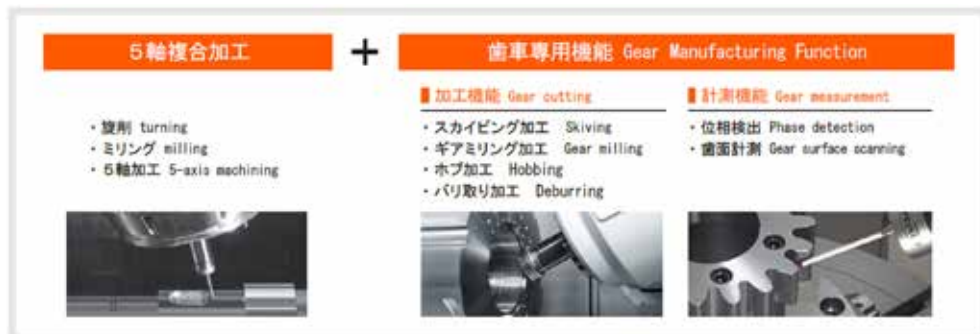 5軸複合加工
+
歯車専用機能 Gear Manufacturing Function
・旋削 turning
・ミリング milling
・5軸加工 5-axis machining
加工機能 Gear cutting
・スカイビング加工 Skiving
・ギアミリング加工 Gear milling
・ホブ加工 Hobbing
・バリ取り加工 Deburring
計測機能 Gear measurement
・位相検出 Phase detection
・歯面計測 Gear surface scanning